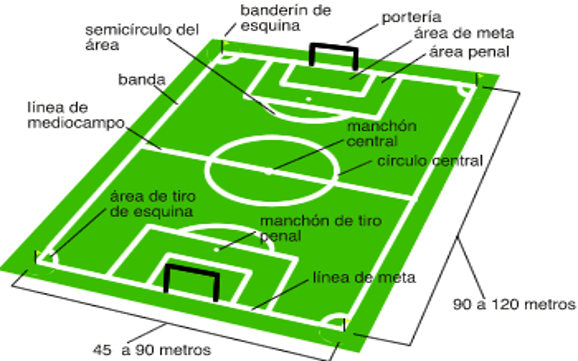 banderín de
esquina
portería
semicírculo del
área
área de meta
área penal
banda
línea de
mediocampo
manchón
central
círculo central
área de tiro
de esquina
manchón de tiro
penal
línea de meta
90 a 120 metros
45 a 90 metros